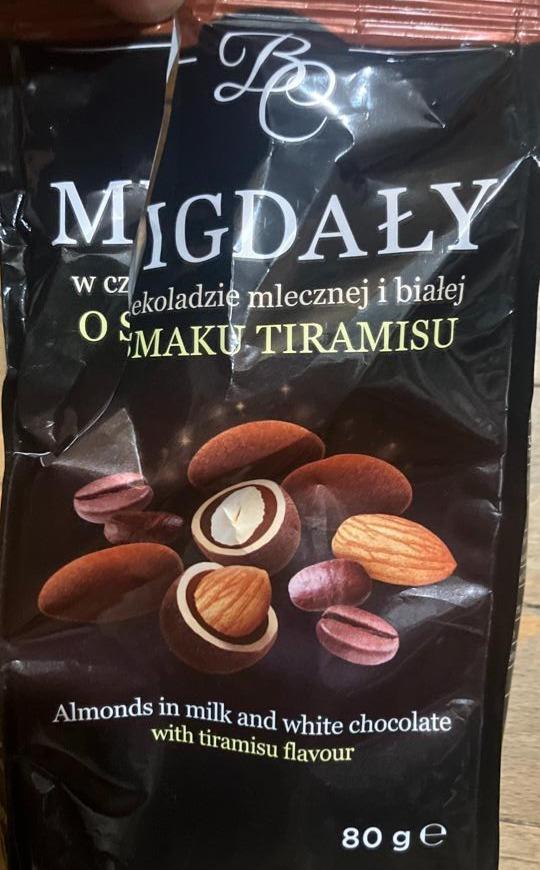 BC
MIGDAŁY
w czekoladzie mlecznej i białej
O SMAKU TIRAMISU
Almonds in milk and white chocolate
with tiramisu flavour
80 g ℮